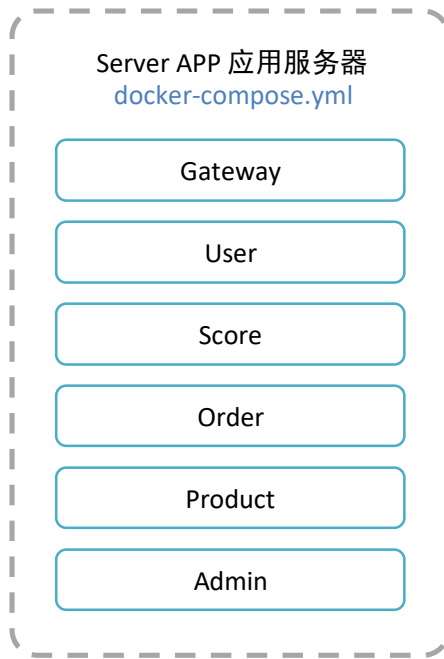 Server APP 应用服务器
docker-compose.yml
Gateway
User
Score
Order
Product
Admin